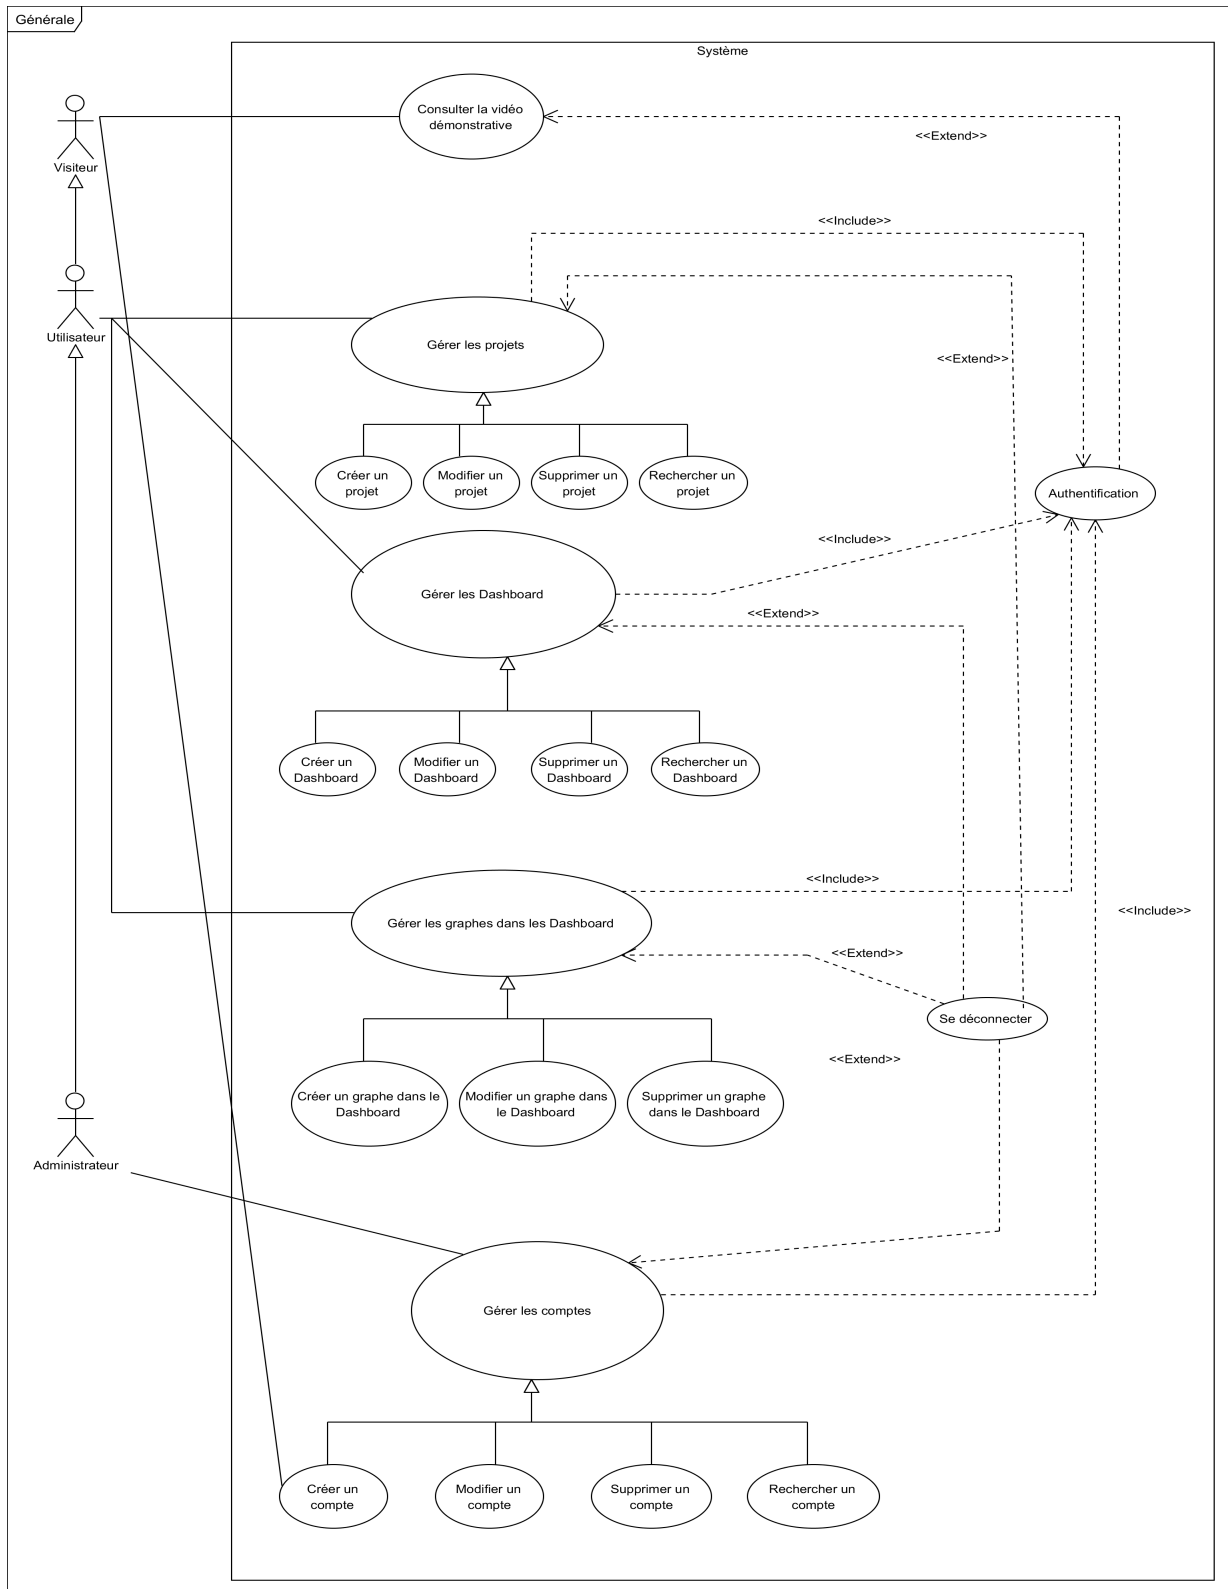 Générale
Système
Consulter la vidéo
démonstrative
<<Extend>>
Visiteur
<<Include>>
Utilisateur
Gérer les projets
<<Extend>>
Créer un
projet
Modifier un
projet
Supprimer un
projet
Rechercher un
projet
Authentification
<<Include>>
Gérer les Dashboard
<<Extend>>
Créer un
Dashboard
Modifier un
Dashboard
Supprimer un
Dashboard
Rechercher un
Dashboard
<<Include>>
<<Include>>
Gérer les graphes dans les Dashboard
<<Extend>>
Se déconnecter
<<Extend>>
Créer un graphe dans le
Dashboard
Modifier un graphe dans
le Dashboard
Supprimer un graphe
dans le Dashboard
Administrateur
Gérer les comptes
Créer un
compte
Modifier un
compte
Supprimer un
compte
Rechercher un
compte